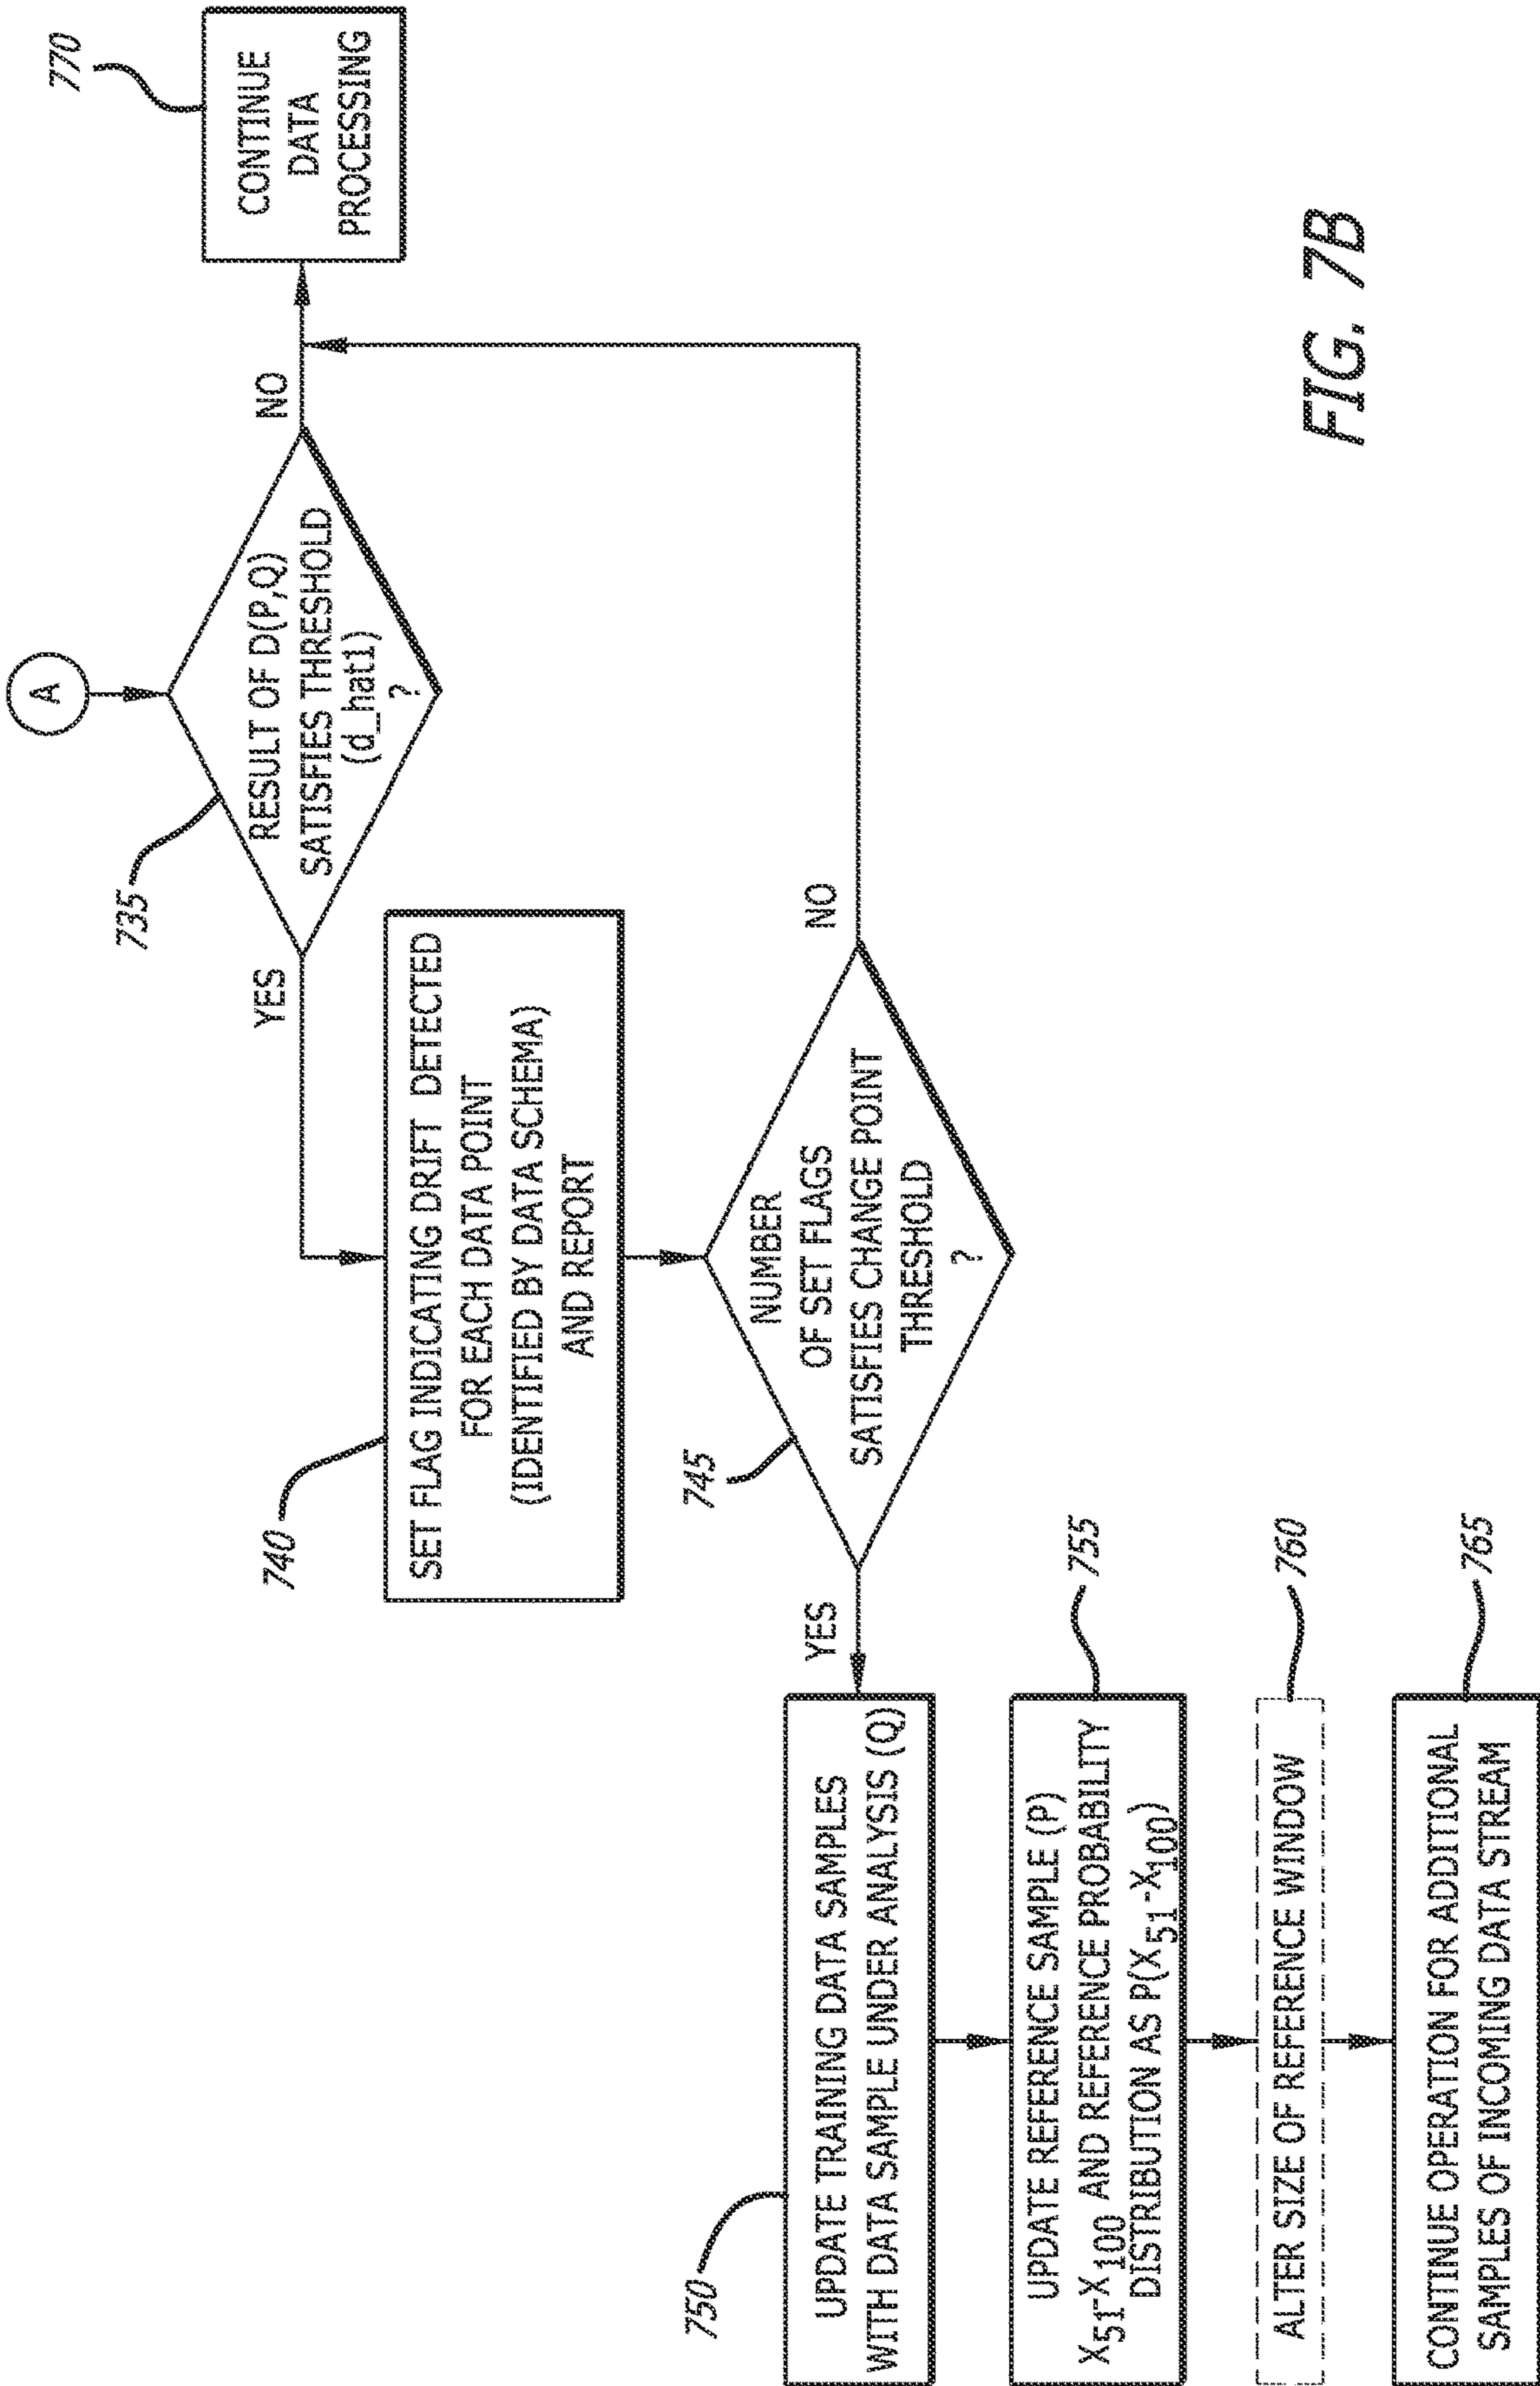 A
735
RESULT OF D(P,Q)
SATISFIES THRESHOLD
(d_hat1)
?
NO
770
CONTINUE
DATA
PROCESSING
YES
740
SET FLAG INDICATING DRIFT DETECTED
FOR EACH DATA POINT
(IDENTIFIED BY DATA SCHEMA)
AND REPORT
745
NUMBER
OF SET FLAGS
SATISFIES CHANGE POINT
THRESHOLD
?
NO
YES
750
UPDATE TRAINING DATA SAMPLES
WITH DATA SAMPLE UNDER ANALYSIS (Q)
755
UPDATE REFERENCE SAMPLE (P)
X51-X100 AND REFERENCE PROBABILITY
DISTRIBUTION AS P(X51-X100)
760
ALTER SIZE OF REFERENCE WINDOW
765
CONTINUE OPERATION FOR ADDITIONAL
SAMPLES OF INCOMING DATA STREAM
FIG. 7B